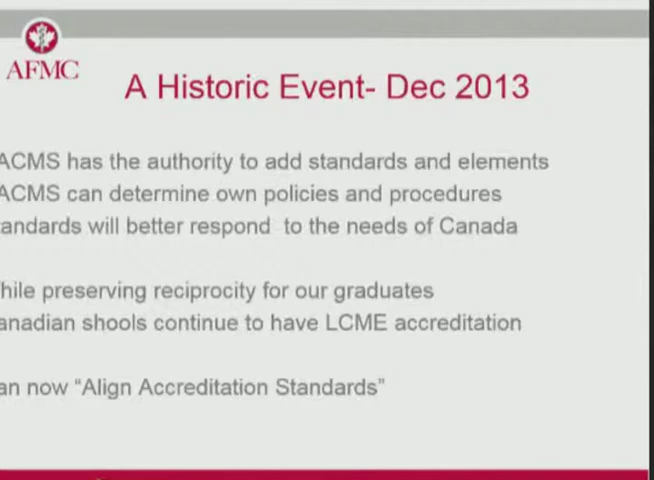 AFMC
A Historic Event- Dec 2013
ACMS has the authority to add standards and elements
ACMS can determine own policies and procedures
andards will better respond to the needs of Canada
hile preserving reciprocity for our graduates
anadian shools continue to have LCME accreditation
an now “Align Accreditation Standards”